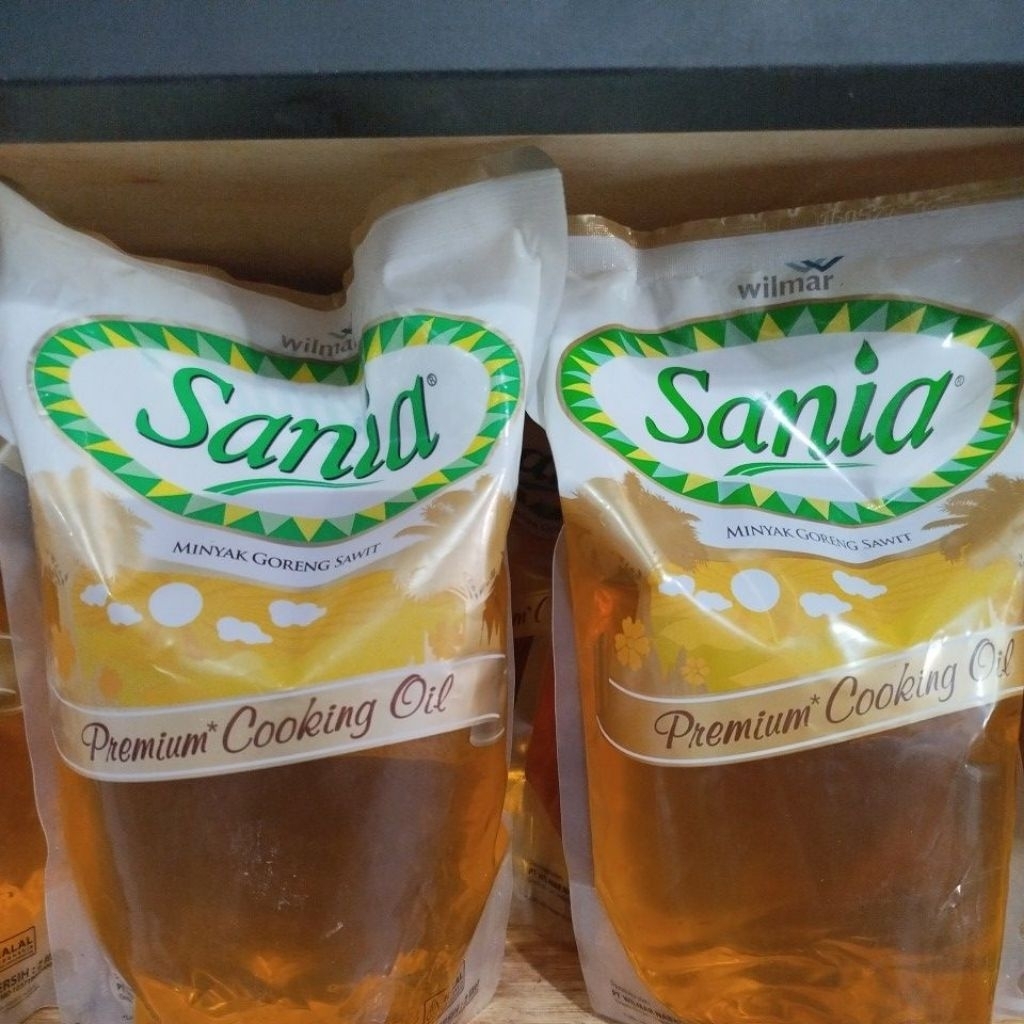 wilmar
Sania®
MINYAK GORENG SAWIT
Premium* Cooking Oil
wilmar
Sania®
MINYAK GORENG SAWIT
Premium* Cooking Oil